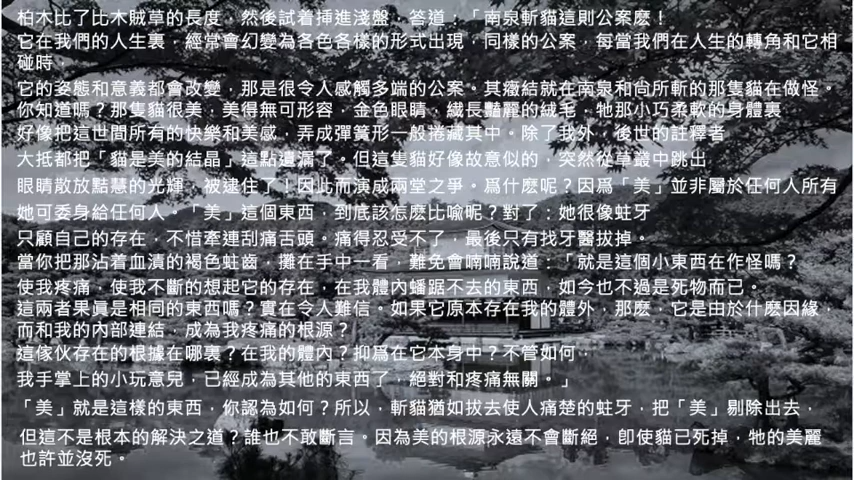 柏木比了比木賊草的長度，然後試着挿進淺盤，答道：「南泉斬貓這則公案麽！
它在我們的人生裏，經常會幻變為各色各樣的形式出現，同樣的公案，每當我們在人生的轉角和它相
碰時，
它的姿態和意義都會改變，那是很令人感觸多端的公案。其癥結就在南泉和尙所斬的那隻貓在做怪。
你知道嗎？那隻貓很美，美得無可形容，金色眼睛，纖長豔麗的絨毛，牠那小巧柔軟的身體裏
好像把這世間所有的快樂和美感，弄成彈簧形一般捲藏其中。除了我外，後世的註釋者
大抵都把「貓是美的結晶」這點遺漏了。但這隻貓好像故意似的，突然從草叢中跳出
眼睛散放黠慧的光輝，被逮住了！因此而演成兩堂之爭。爲什麽呢？因爲「美」並非屬於任何人所有
她可委身給任何人。「美」這個東西，到底該怎麽比喻呢？對了：她很像蛀牙
只顧自己的存在，不惜牽連刮痛舌頭。痛得忍受不了，最後只有找牙醫拔掉。
當你把那沾着血漬的褐色蛀齒，攤在手中一看，難免會喃喃說道：「就是這個小東西在作怪嗎？
使我疼痛，使我不斷的想起它的存在，在我體內蟠踞不去的東西，如今也不過是死物而已。
這兩者果眞是相同的東西嗎？實在令人難信。如果它原本存在我的體外，那麽，它是由於什麽因緣，
而和我的內部連結，成為我疼痛的根源？
這傢伙存在的根據在哪裏？在我的體內？抑爲在它本身中？不管如何，
我手掌上的小玩意兒，已經成為其他的東西了，絕對和疼痛無關。」
「美」就是這樣的東西，你認為如何？所以，斬貓猶如拔去使人痛楚的蛀牙，把「美」剔除出去，
但這不是根本的解決之道？誰也不敢斷言。因為美的根源永遠不會斷絕，卽使貓已死掉，牠的美麗
也許並沒死。